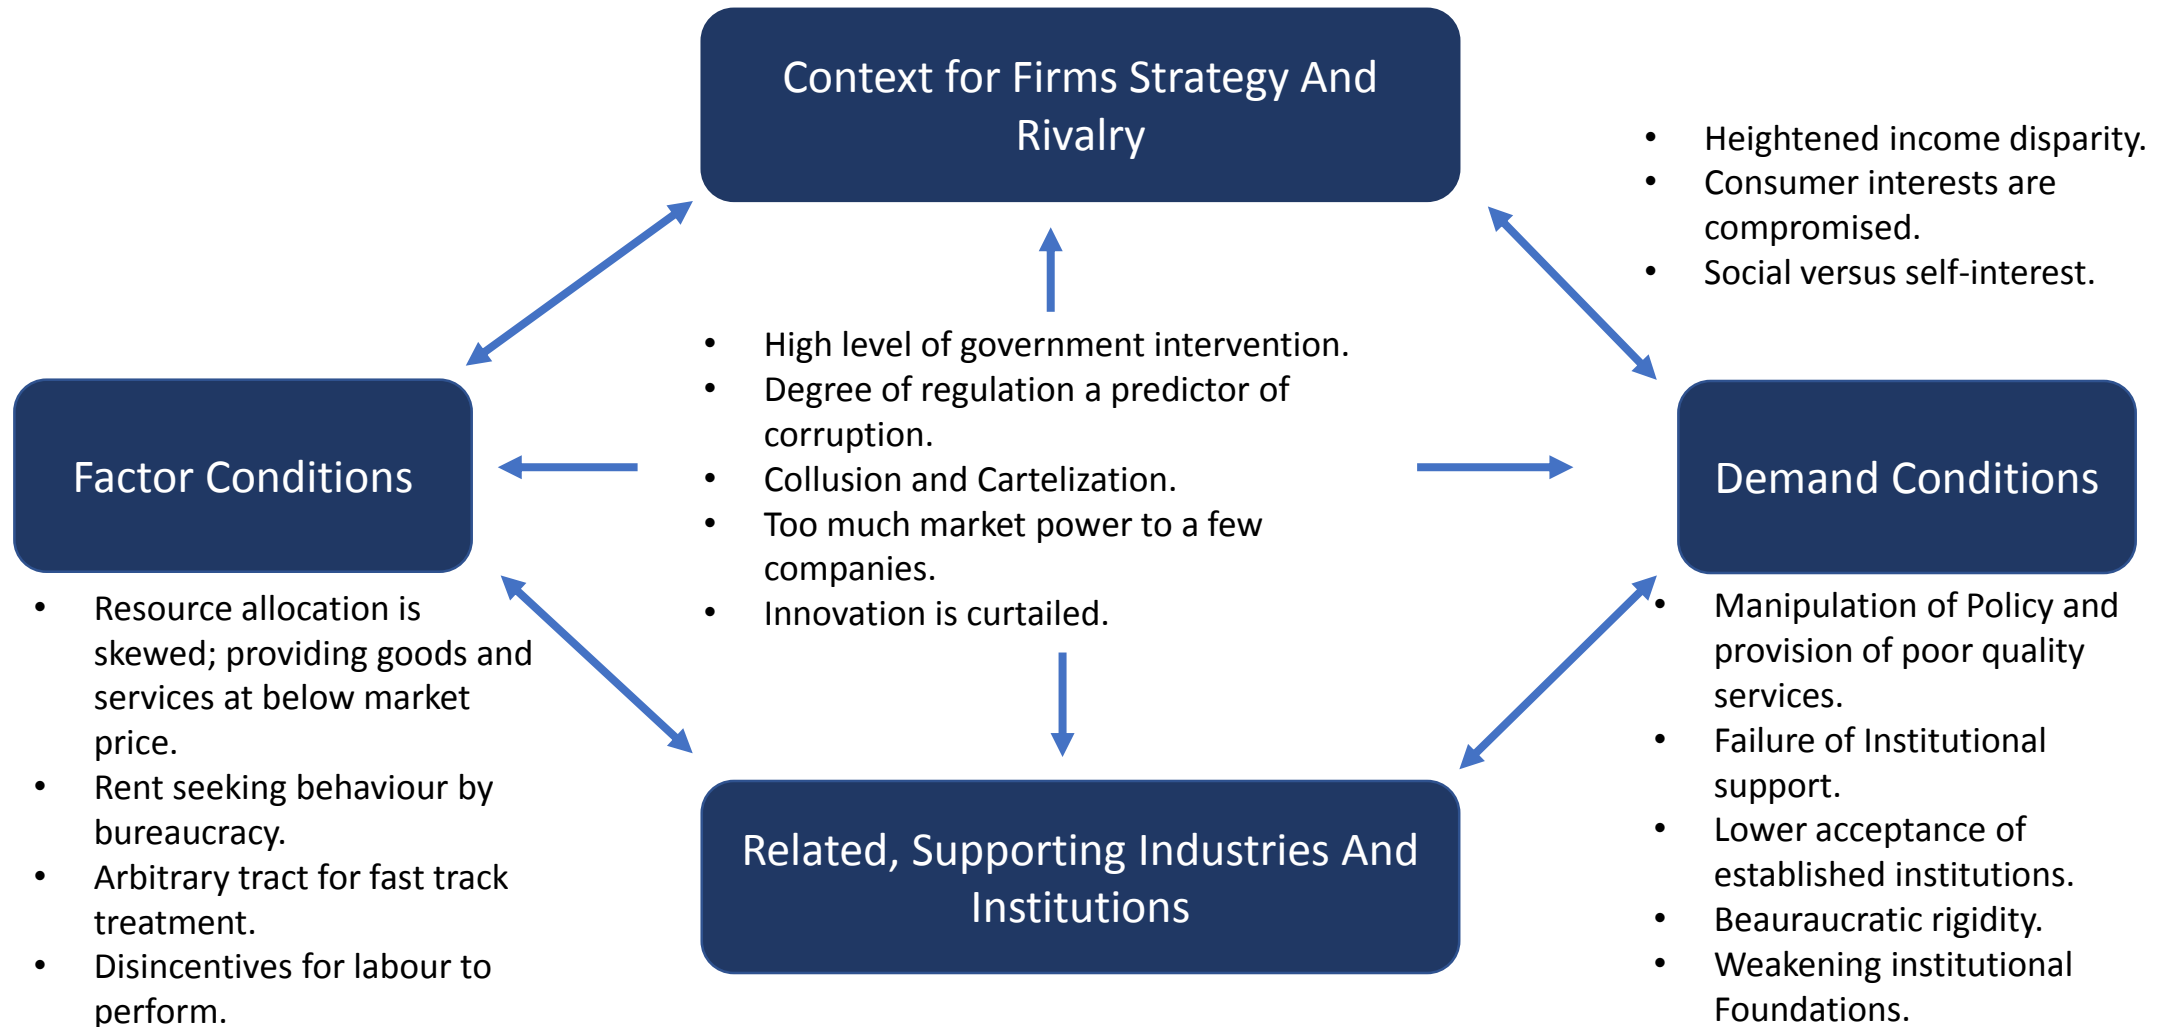 Context for Firms Strategy And
Rivalry
• Heightened income disparity.
• Consumer interests are
compromised.
• Social versus self-interest.
• High level of government intervention.
• Degree of regulation a predictor of
corruption.
• Collusion and Cartelization.
• Too much market power to a few
companies.
• Innovation is curtailed.
Factor Conditions
Demand Conditions
• Resource allocation is
skewed; providing goods and
services at below market
price.
• Rent seeking behaviour by
bureaucracy.
• Arbitrary tract for fast track
treatment.
• Disincentives for labour to
perform.
• Manipulation of Policy and
provision of poor quality
services.
• Failure of Institutional
support.
• Lower acceptance of
established institutions.
• Beauraucratic rigidity.
• Weakening institutional
Foundations.
Related, Supporting Industries And
Institutions